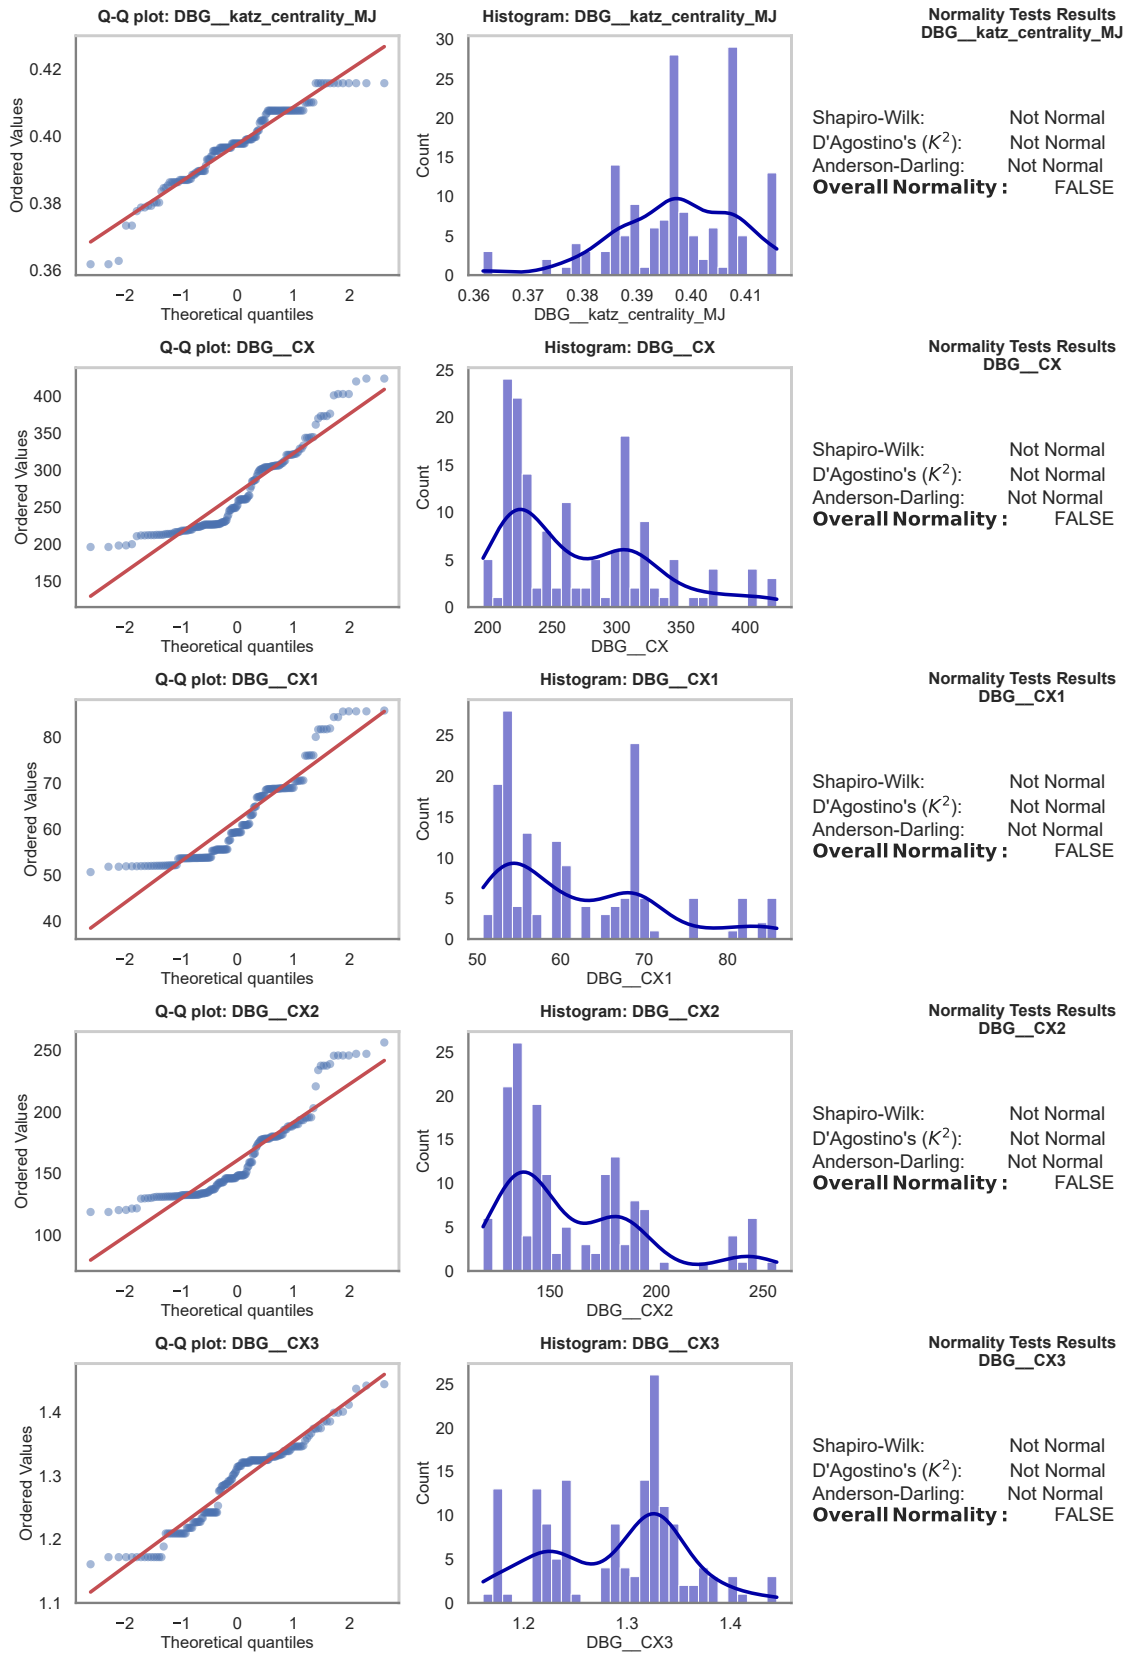 Q-Q plot: DBG__katz_centrality_MJ
Ordered Values
0.42
0.40
0.38
0.36
−2 −1 0 1 2
Theoretical quantiles
Histogram: DBG__katz_centrality_MJ
Count
30
25
20
15
10
5
0
0.36 0.37 0.38 0.39 0.40 0.41
DBG__katz_centrality_MJ
Normality Tests Results
DBG__katz_centrality_MJ
Shapiro-Wilk: Not Normal
D'Agostino's (K²): Not Normal
Anderson-Darling: Not Normal
Overall Normality: FALSE
Q-Q plot: DBG__CX
Ordered Values
400
350
300
250
200
150
−2 −1 0 1 2
Theoretical quantiles
Histogram: DBG__CX
Count
25
20
15
10
5
0
200 250 300 350 400
DBG__CX
Normality Tests Results
DBG__CX
Shapiro-Wilk: Not Normal
D'Agostino's (K²): Not Normal
Anderson-Darling: Not Normal
Overall Normality: FALSE
Q-Q plot: DBG__CX1
Ordered Values
80
70
60
50
40
−2 −1 0 1 2
Theoretical quantiles
Histogram: DBG__CX1
Count
25
20
15
10
5
0
50 60 70 80
DBG__CX1
Normality Tests Results
DBG__CX1
Shapiro-Wilk: Not Normal
D'Agostino's (K²): Not Normal
Anderson-Darling: Not Normal
Overall Normality: FALSE
Q-Q plot: DBG__CX2
Ordered Values
250
200
150
100
−2 −1 0 1 2
Theoretical quantiles
Histogram: DBG__CX2
Count
25
20
15
10
5
0
150 200 250
DBG__CX2
Normality Tests Results
DBG__CX2
Shapiro-Wilk: Not Normal
D'Agostino's (K²): Not Normal
Anderson-Darling: Not Normal
Overall Normality: FALSE
Q-Q plot: DBG__CX3
Ordered Values
1.4
1.3
1.2
1.1
−2 −1 0 1 2
Theoretical quantiles
Histogram: DBG__CX3
Count
25
20
15
10
5
0
1.2 1.3 1.4
DBG__CX3
Normality Tests Results
DBG__CX3
Shapiro-Wilk: Not Normal
D'Agostino's (K²): Not Normal
Anderson-Darling: Not Normal
Overall Normality: FALSE